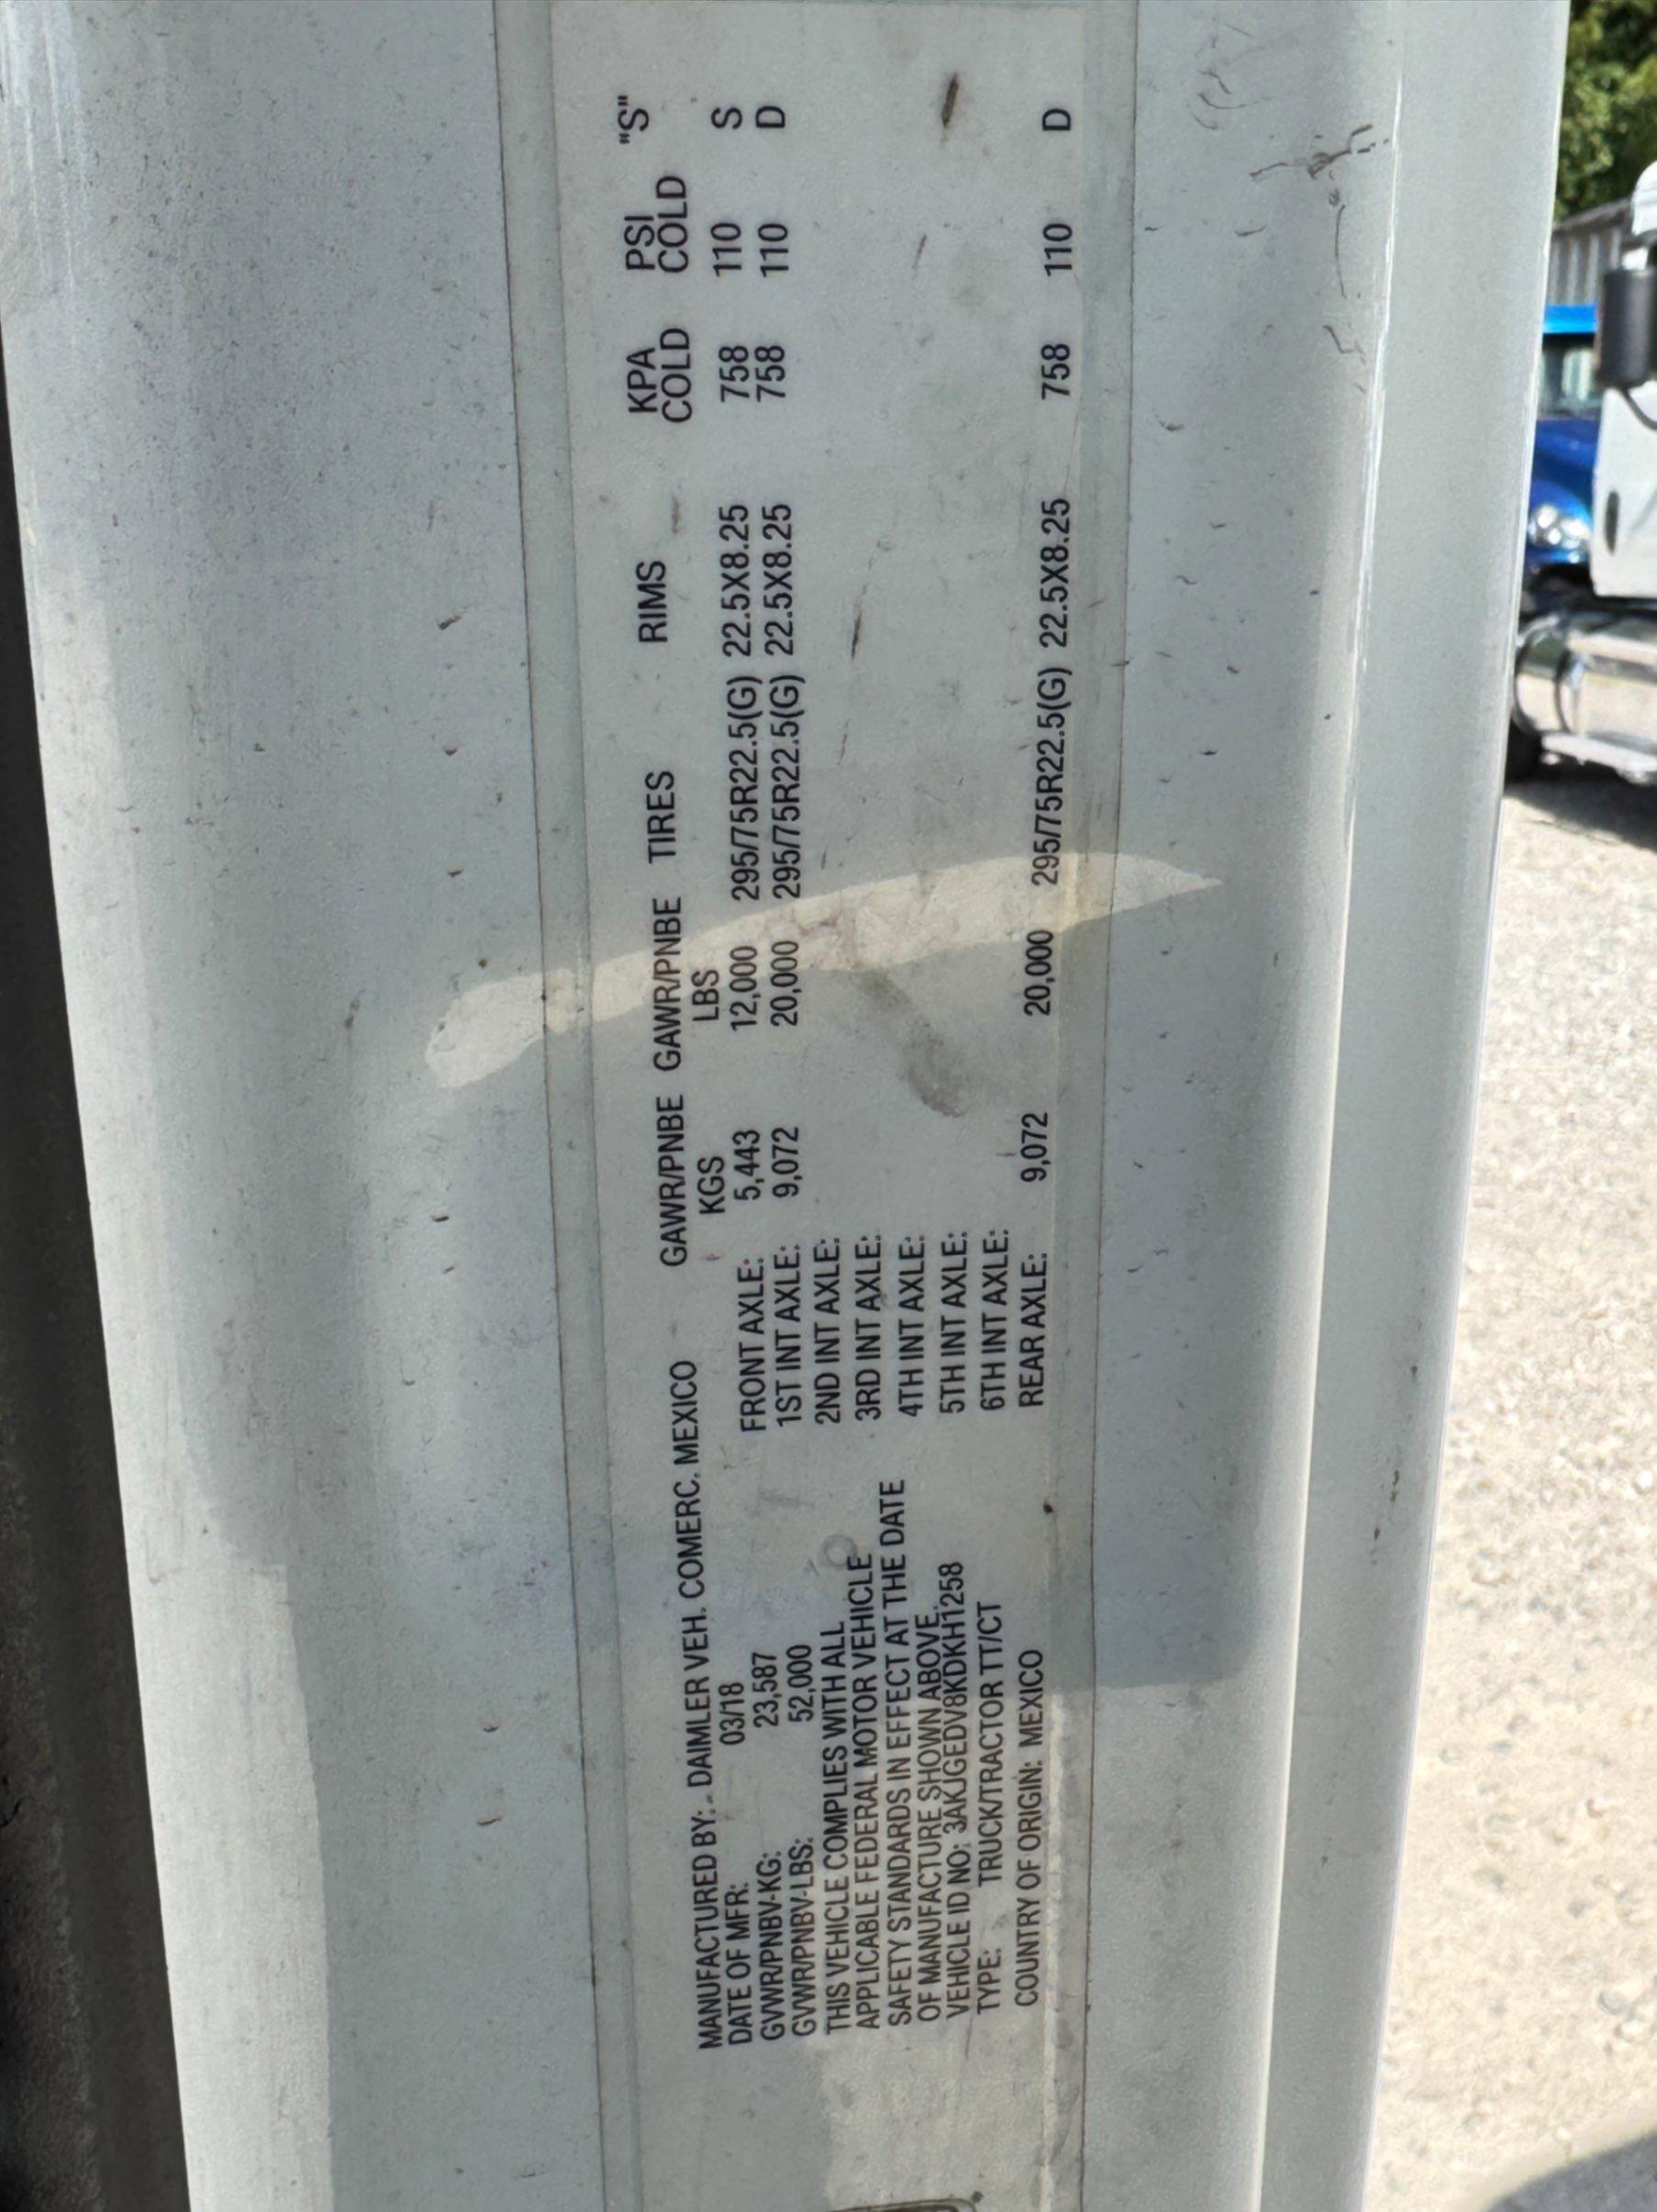 MANUFACTURED BY: DAIMLER VEH. COMERC. MEXICO
DATE OF MFR: 03/18
GVWR/PNBV-KG: 23,587
GVWR/PNBV-LBS: 52,000
THIS VEHICLE COMPLIES WITH ALL
APPLICABLE FEDERAL MOTOR VEHICLE
SAFETY STANDARDS IN EFFECT AT THE DATE
OF MANUFACTURE SHOWN ABOVE.
VEHICLE ID NO: 3AKJGEDV8KDKH1258
TYPE: TRUCK/TRACTOR TT/CT
COUNTRY OF ORIGIN: MEXICO
GAWR/PNBE GAWR/PNBE TIRES RIMS KPA PSI "S"
KGS LBS COLD COLD
FRONT AXLE: 5,443 12,000 295/75R22.5(G) 22.5X8.25 758 110 S
1ST INT AXLE: 9,072 20,000 295/75R22.5(G) 22.5X8.25 758 110 D
2ND INT AXLE:
3RD INT AXLE:
4TH INT AXLE:
5TH INT AXLE:
6TH INT AXLE:
REAR AXLE: 9,072 20,000 295/75R22.5(G) 22.5X8.25 758 110 D